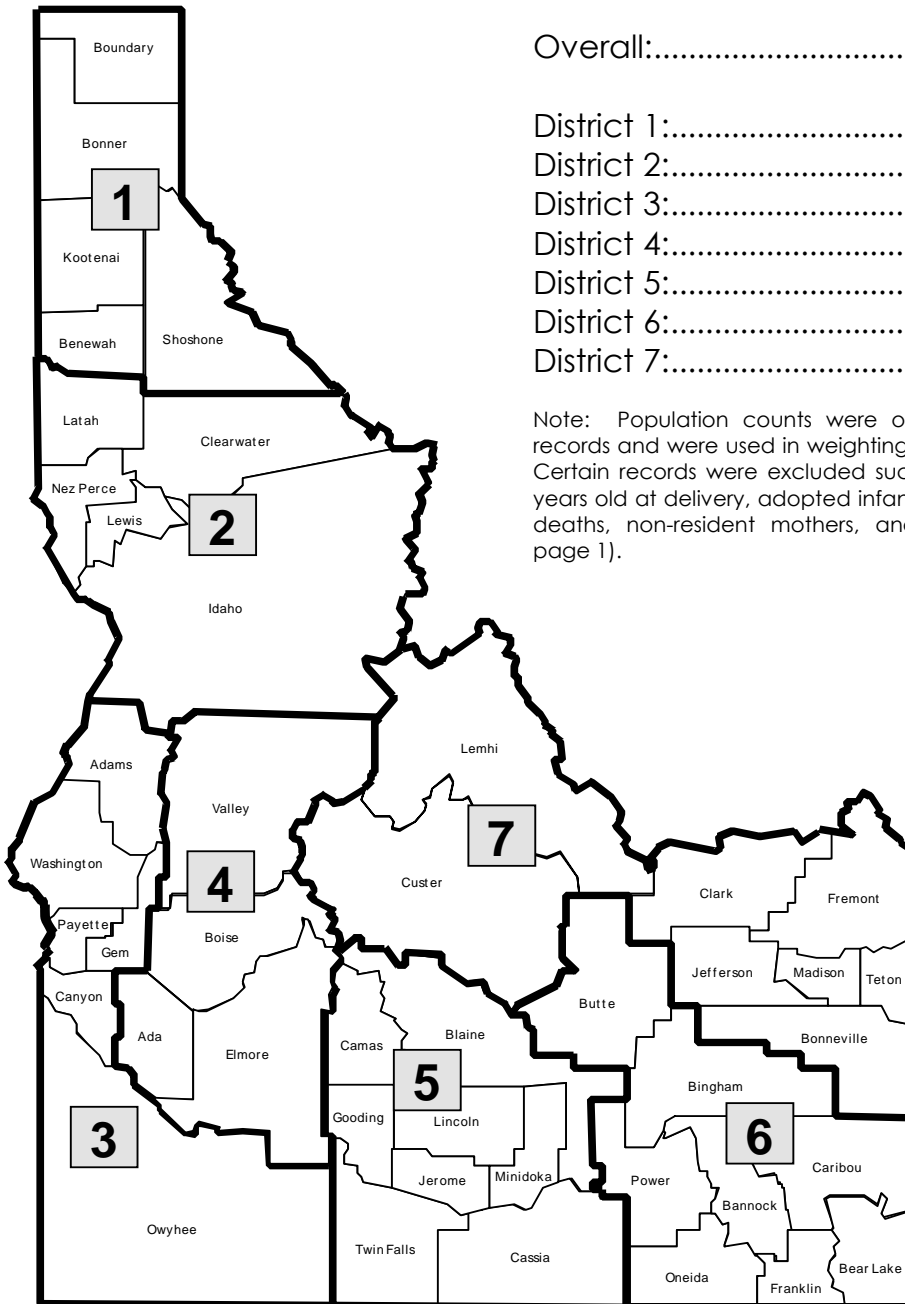 Overall:..............................
District 1:............................
District 2:............................
District 3:............................
District 4:............................
District 5:............................
District 6:............................
District 7:............................
Note: Population counts were
records and were used in weighting
Certain records were excluded
years old at delivery, adopted
deaths, non-resident mothers,
page 1).
Boundary
Bonner
1
Kootenai
Benewah
Shoshone
Latah
Clearwater
Nez Perce
Lewis
2
Idaho
Adams
Valley
Lemhi
7
Washington
4
Custer
Clark
Fremont
Payette
Gem
Boise
Jefferson
Madison
Teton
Canyon
Ada
Elmore
Butte
Camas
Blaine
Bonneville
5
Bingham
3
Gooding
Lincoln
6
Jerome
Minidoka
Power
Caribou
Bannock
Owyhee
Twin Falls
Cassia
Oneida
Franklin
Bear Lake